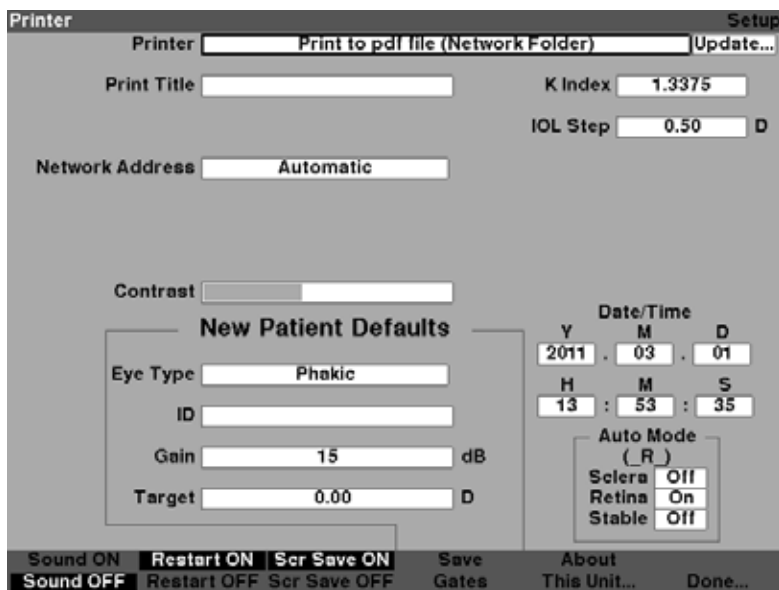 Printer Setup
Printer Print to pdf file (Network Folder) Update...
Print Title K Index 1.3375
IOL Step 0.50 D
Network Address Automatic
Contrast
New Patient Defaults
Date/Time
Y M D
2011 . 03 . 01
Eye Type Phakic
H M S
13 : 53 : 35
ID
Auto Mode
(_R_)
Gain 15 dB
Sclera Off
Retina On
Target 0.00 D
Stable Off
Sound ON Restart ON Scr Save ON Save About
Sound OFF Restart OFF Scr Save OFF Gates This Unit... Done...